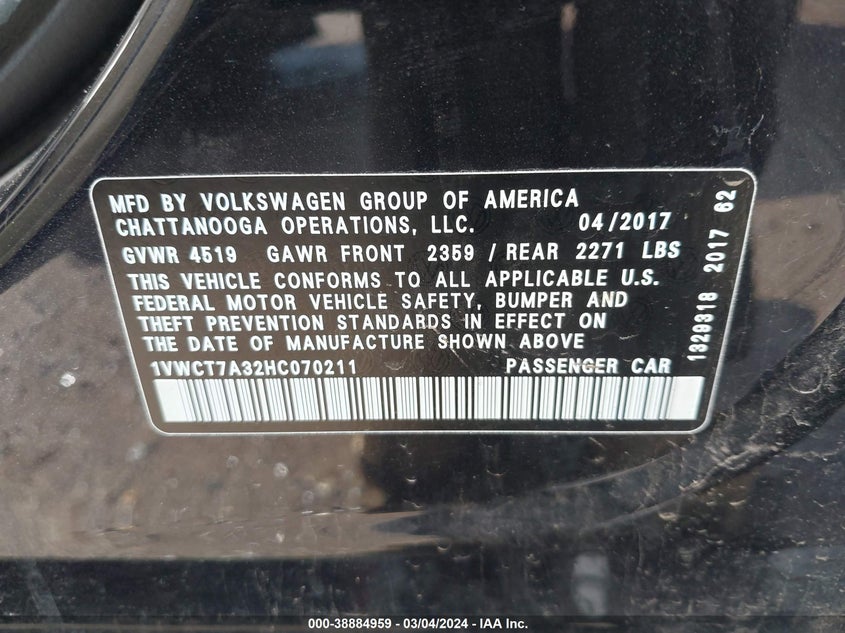 MFD BY VOLKSWAGEN GROUP OF AMERICA
CHATTANOOGA OPERATIONS, LLC. 04/2017
GVWR 4519 GAWR FRONT 2359 / REAR 2271 LBS
THIS VEHICLE CONFORMS TO ALL APPLICABLE U.S.
FEDERAL MOTOR VEHICLE SAFETY, BUMPER AND
THEFT PREVENTION STANDARDS IN EFFECT ON
THE DATE OF MANUFACTURE SHOWN ABOVE
1VWCT7A32HC070211 PASSENGER CAR
1329318 2017 62
000-38884959 - 03/04/2024 - IAA Inc.